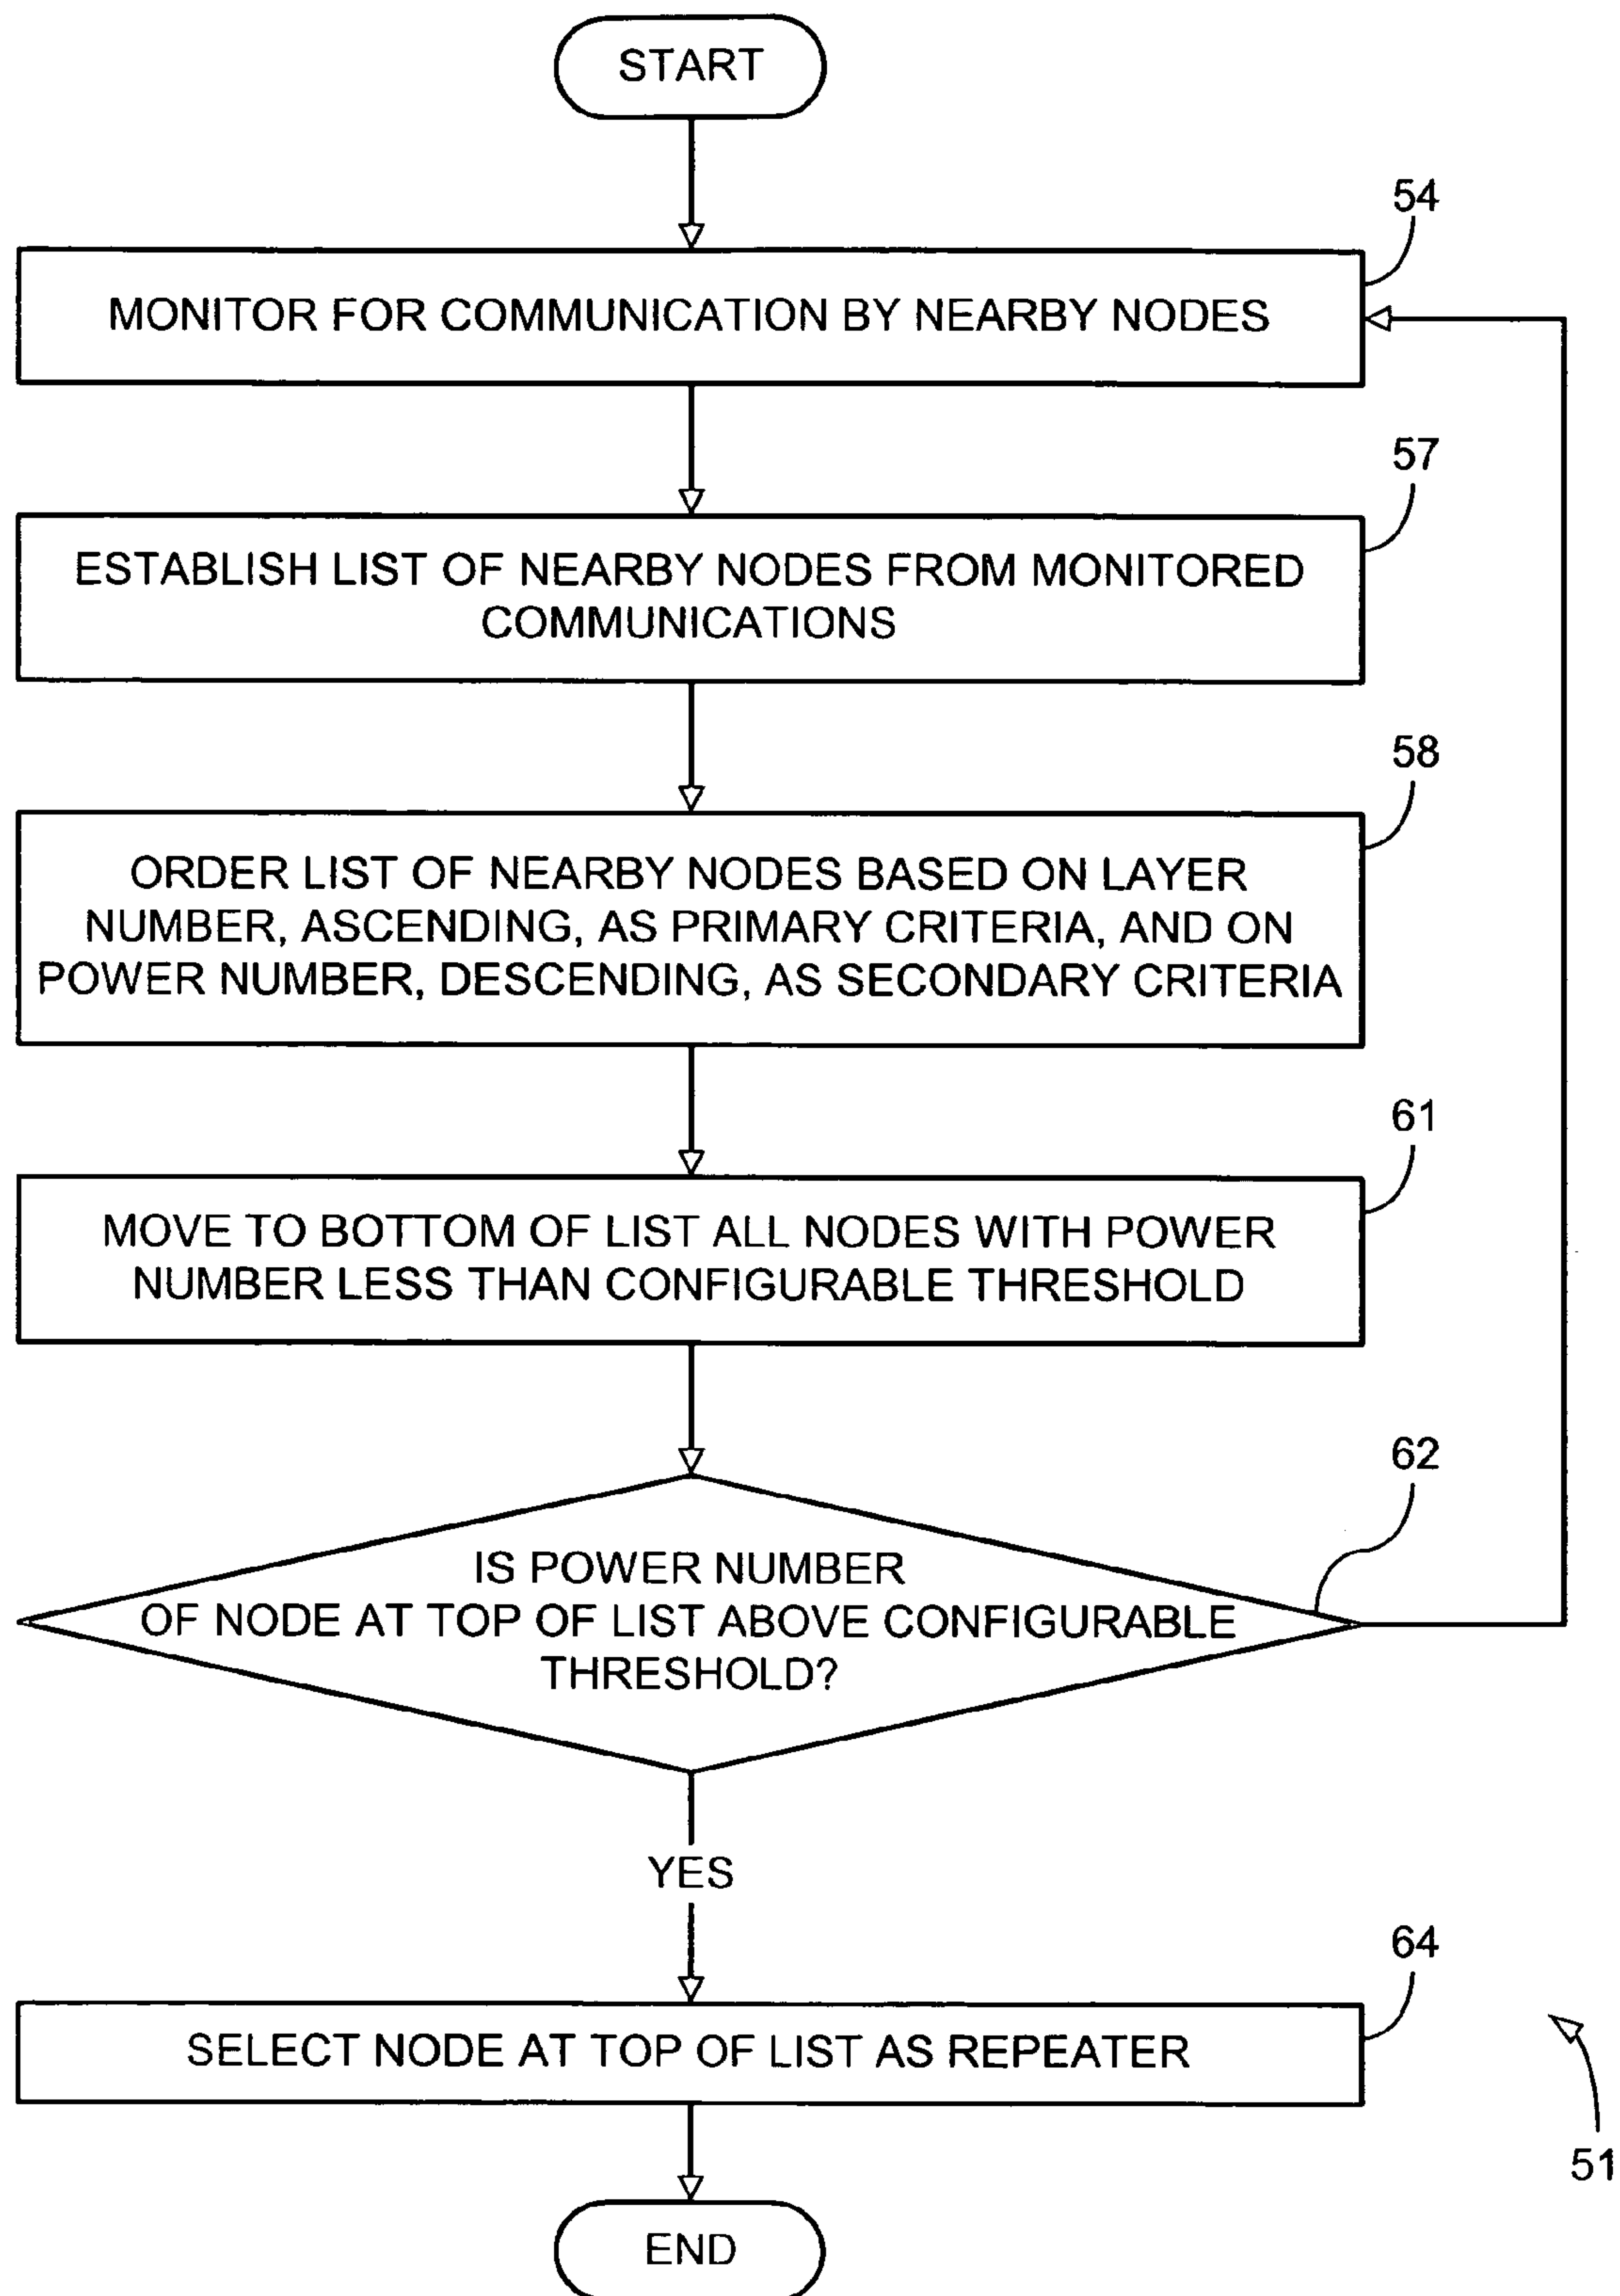 START
54
MONITOR FOR COMMUNICATION BY NEARBY NODES
57
ESTABLISH LIST OF NEARBY NODES FROM MONITORED
COMMUNICATIONS
58
ORDER LIST OF NEARBY NODES BASED ON LAYER
NUMBER, ASCENDING, AS PRIMARY CRITERIA, AND ON
POWER NUMBER, DESCENDING, AS SECONDARY CRITERIA
61
MOVE TO BOTTOM OF LIST ALL NODES WITH POWER
NUMBER LESS THAN CONFIGURABLE THRESHOLD
62
IS POWER NUMBER
OF NODE AT TOP OF LIST ABOVE CONFIGURABLE
THRESHOLD?
YES
64
SELECT NODE AT TOP OF LIST AS REPEATER
51
END